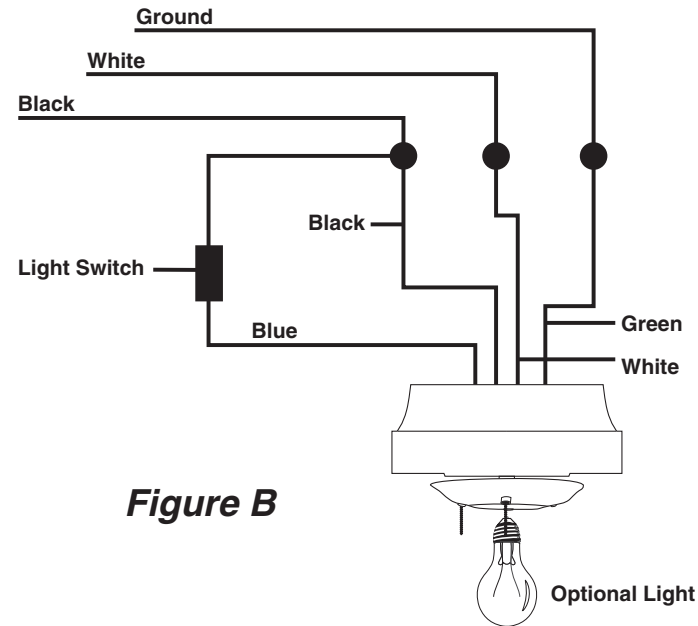 Ground
White
Black
Black
Light Switch
Green
Blue
White
Figure B
Optional Light